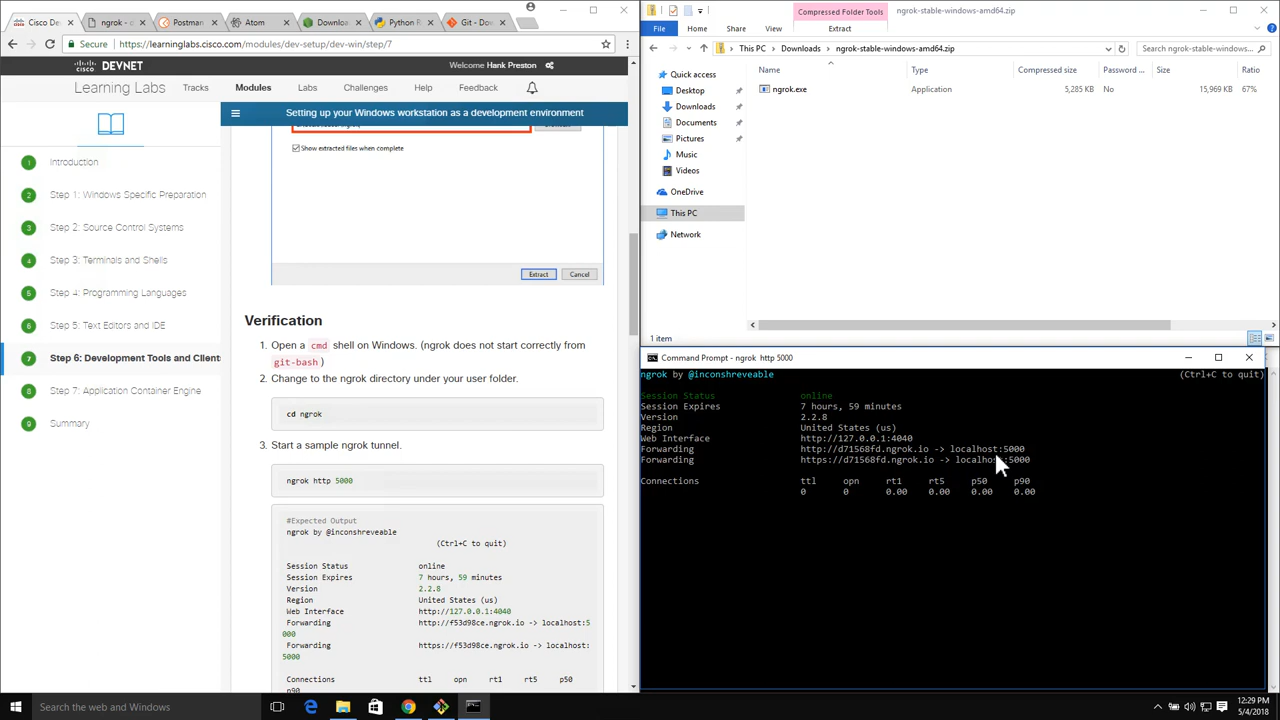 Cisco Dev
ngrok - d
Postman
Atom
Downlo
Python R
Git - Dow
Secure
https://learninglabs.cisco.com/modules/dev-setup/dev-win/step/7
CISCO
DEVNET
Welcome Hank Preston
Learning Labs
Tracks
Modules
Labs
Challenges
Help
Feedback
Setting up your Windows workstation as a development environment
1 Introduction
2 Step 1: Windows Specific Preparation
3 Step 2: Source Control Systems
4 Step 3: Terminals and Shells
5 Step 4: Programming Languages
6 Step 5: Text Editors and IDE
7 Step 6: Development Tools and Clients
8 Step 7: Application Container Engine
9 Summary
Show extracted files when complete
Extract
Cancel
Verification
1. Open a cmd shell on Windows. (ngrok does not start correctly from
git-bash )
2. Change to the ngrok directory under your user folder.
cd ngrok
3. Start a sample ngrok tunnel.
ngrok http 5000
#Expected Output
ngrok by @inconshreveable
(Ctrl+C to quit)
Session Status online
Session Expires 7 hours, 59 minutes
Version 2.2.8
Region United States (us)
Web Interface http://127.0.0.1:4040
Forwarding http://f53d98ce.ngrok.io -> localhost:5
000
Forwarding https://f53d98ce.ngrok.io -> localhost:
5000
Connections ttl opn rt1 rt5 p50
p90
Compressed Folder Tools
ngrok-stable-windows-amd64.zip
File
Home
Share
View
Extract
This PC
Downloads
ngrok-stable-windows-amd64.zip
Search ngrok-stable-windows-...
Name
Type
Compressed size
Password ...
Size
Ratio
ngrok.exe
Application
5,285 KB
No
15,969 KB
67%
Quick access
Desktop
Downloads
Documents
Pictures
Music
Videos
OneDrive
This PC
Network
1 item
Command Prompt - ngrok http 5000
ngrok by @inconshreveable (Ctrl+C to quit)
Session Status online
Session Expires 7 hours, 59 minutes
Version 2.2.8
Region United States (us)
Web Interface http://127.0.0.1:4040
Forwarding http://d71568fd.ngrok.io -> localhost:5000
Forwarding https://d71568fd.ngrok.io -> localhost:5000
Connections ttl opn rt1 rt5 p50 p90
0 0 0.00 0.00 0.00 0.00
Search the web and Windows
12:29 PM
5/4/2018